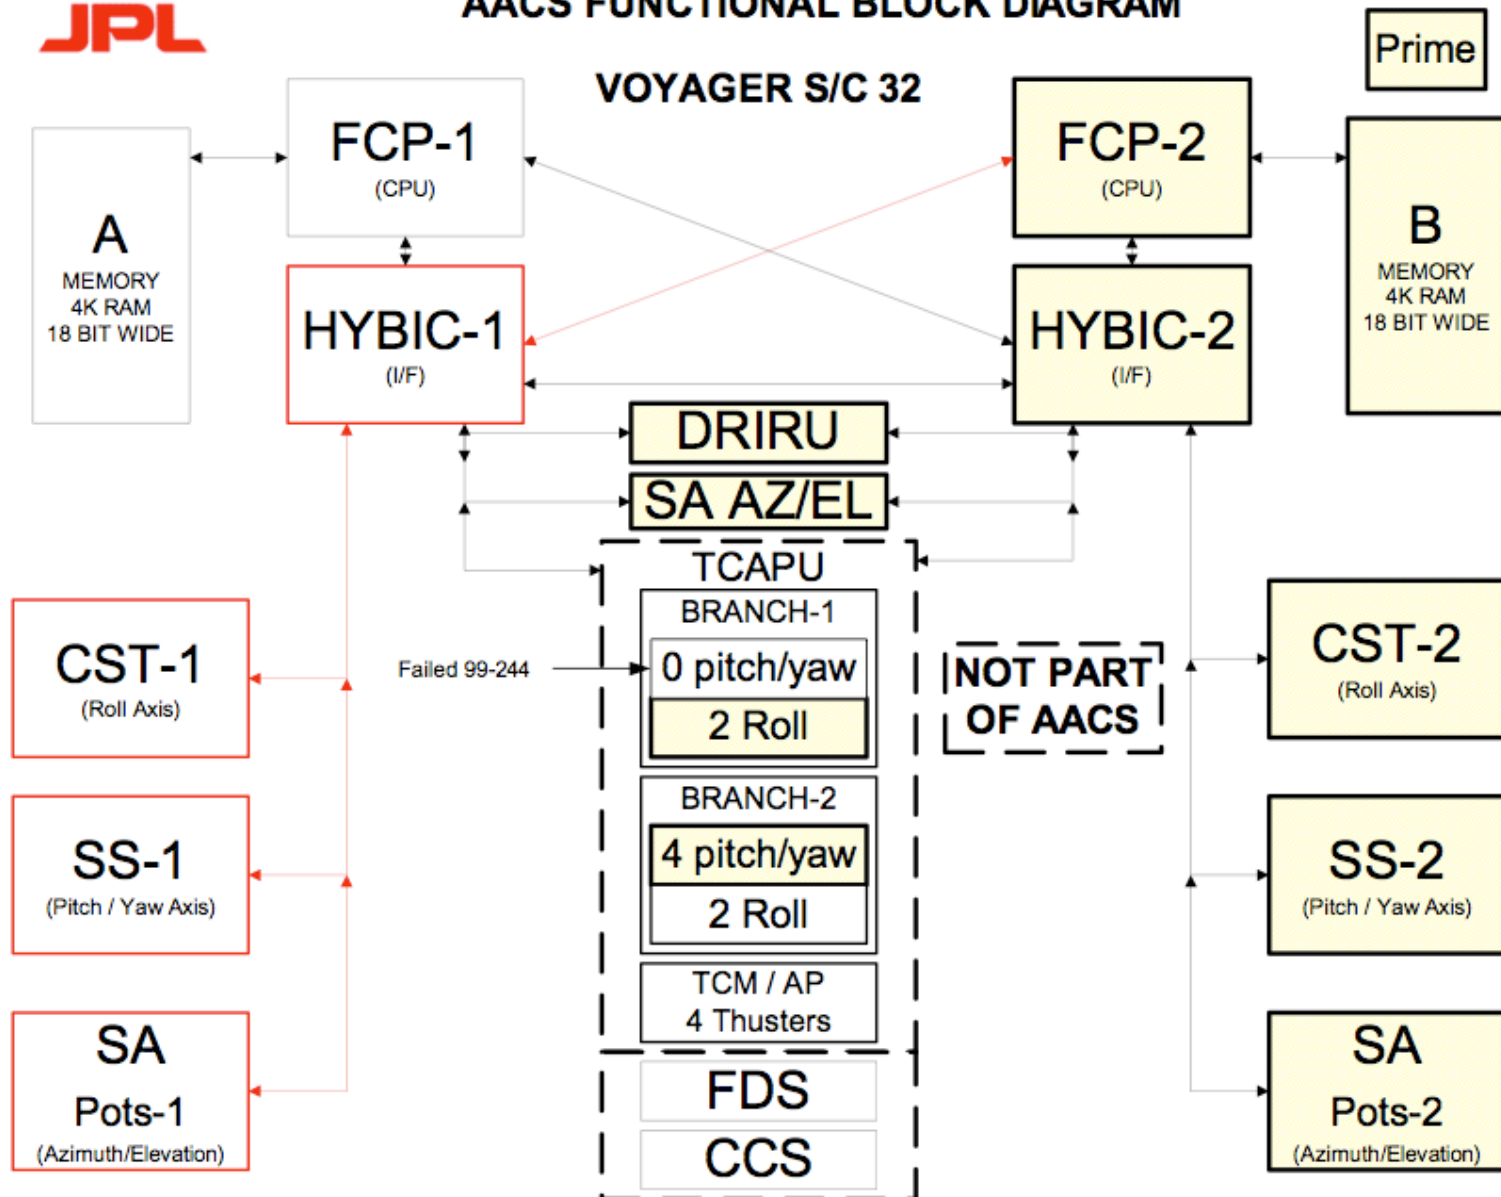 JPL
AACS FUNCTIONAL BLOCK DIAGRAM
VOYAGER S/C 32
Prime
A
MEMORY
4K RAM
18 BIT WIDE
FCP-1
(CPU)
FCP-2
(CPU)
B
MEMORY
4K RAM
18 BIT WIDE
HYBIC-1
(I/F)
HYBIC-2
(I/F)
DRIRU
SA AZ/EL
TCAPU
BRANCH-1
Failed 99-244
0 pitch/yaw
2 Roll
BRANCH-2
4 pitch/yaw
2 Roll
TCM / AP
4 Thusters
FDS
CCS
NOT PART
OF AACS
CST-1
(Roll Axis)
SS-1
(Pitch / Yaw Axis)
SA
Pots-1
(Azimuth/Elevation)
CST-2
(Roll Axis)
SS-2
(Pitch / Yaw Axis)
SA
Pots-2
(Azimuth/Elevation)